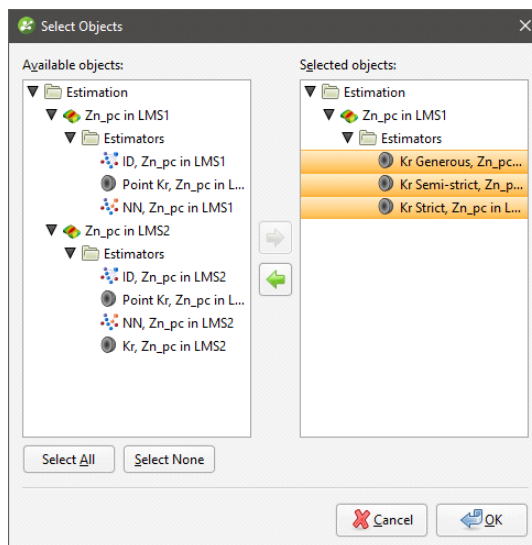 Select Objects
Available objects:
Estimation
Zn_pc in LMS1
Estimators
ID, Zn_pc in LMS1
Point Kr, Zn_pc in L...
NN, Zn_pc in LMS1
Zn_pc in LMS2
Estimators
ID, Zn_pc in LMS2
Point Kr, Zn_pc in L...
NN, Zn_pc in LMS2
Kr, Zn_pc in LMS2
Selected objects:
Estimation
Zn_pc in LMS1
Estimators
Kr Generous, Zn_pc...
Kr Semi-strict, Zn_p...
Kr Strict, Zn_pc in L...
Select All
Select None
Cancel
OK